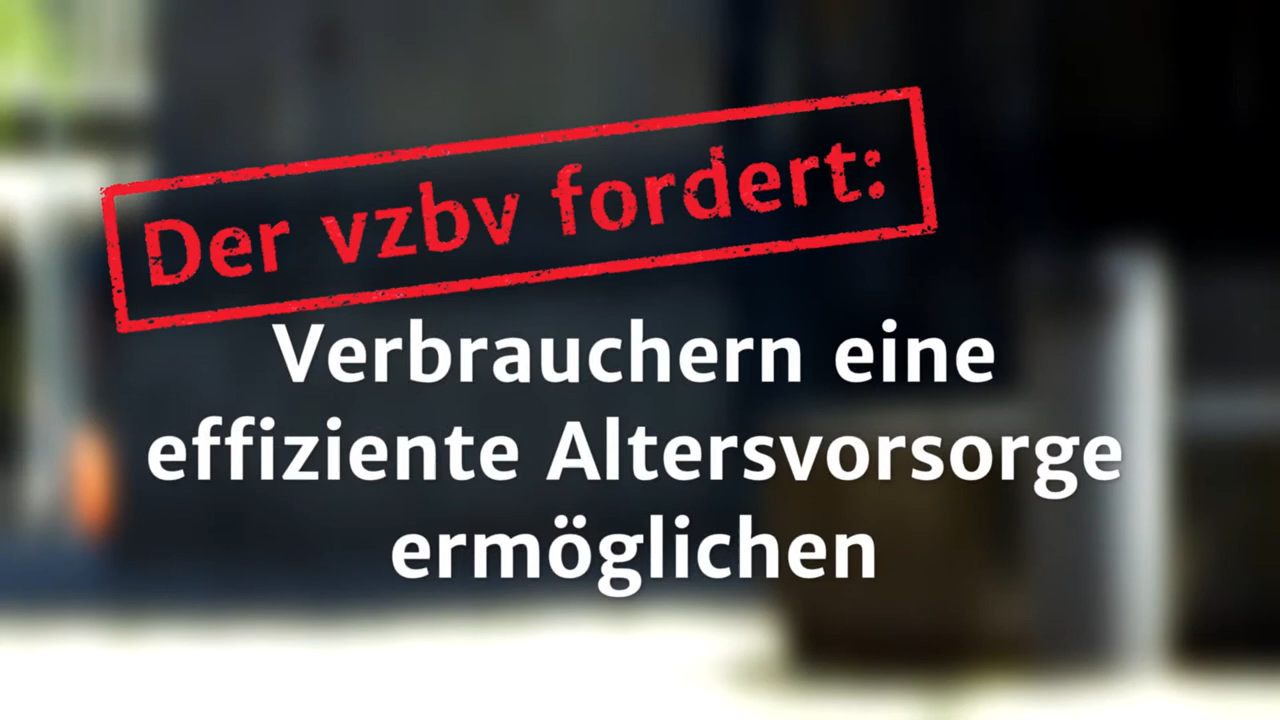 Der vzbv fordert:
Verbrauchern eine
effiziente Altersvorsorge
ermöglichen